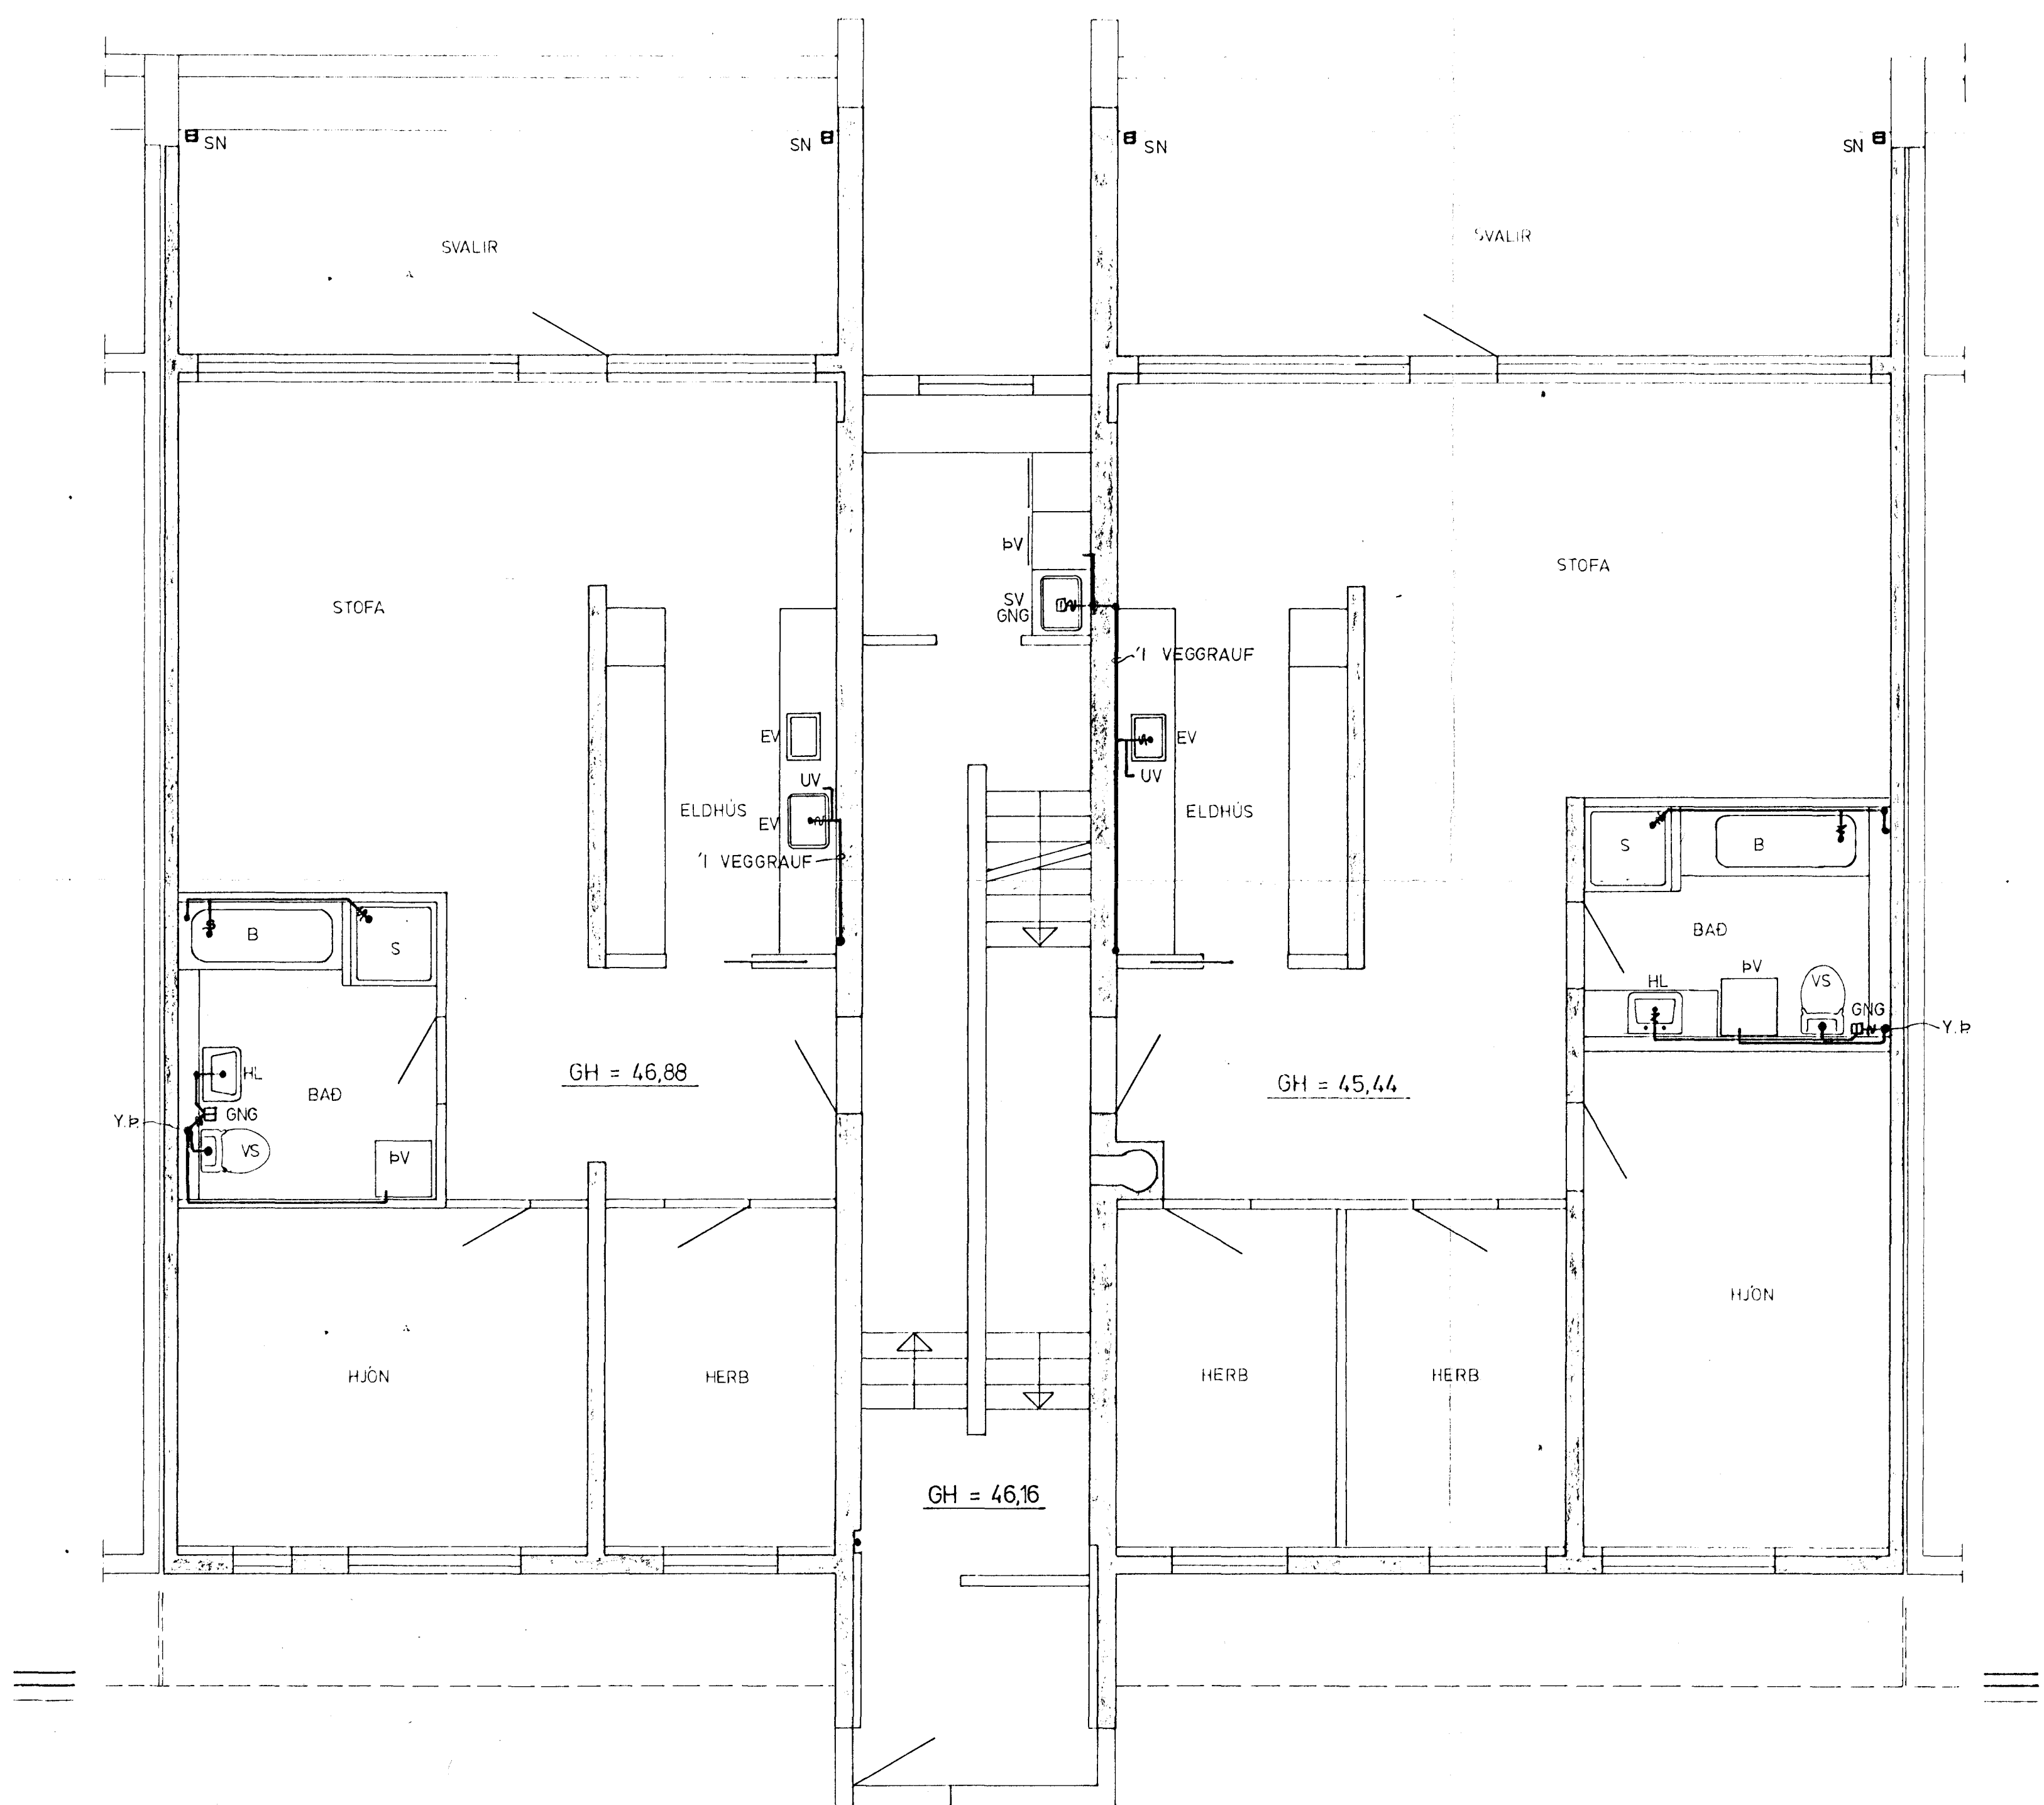 SN
SN
SN
SN
SVALIR
SVALIR
ÞV
STOFA
STOFA
SV
GNG
'I VEGGRAUF
EV
EV
UV
UV
ELDHÚS
EV
ELDHÚS
'I VEGGRAUF
S
B
B
S
BAÐ
HL
ÞV
VS
GNG
Y.Þ
GH = 46,88
HL
BAÐ
GNG
Y.Þ.
VS
ÞV
GH = 45,44
HJÓN
HJÓN
HERB
HERB
HERB
GH = 46,16